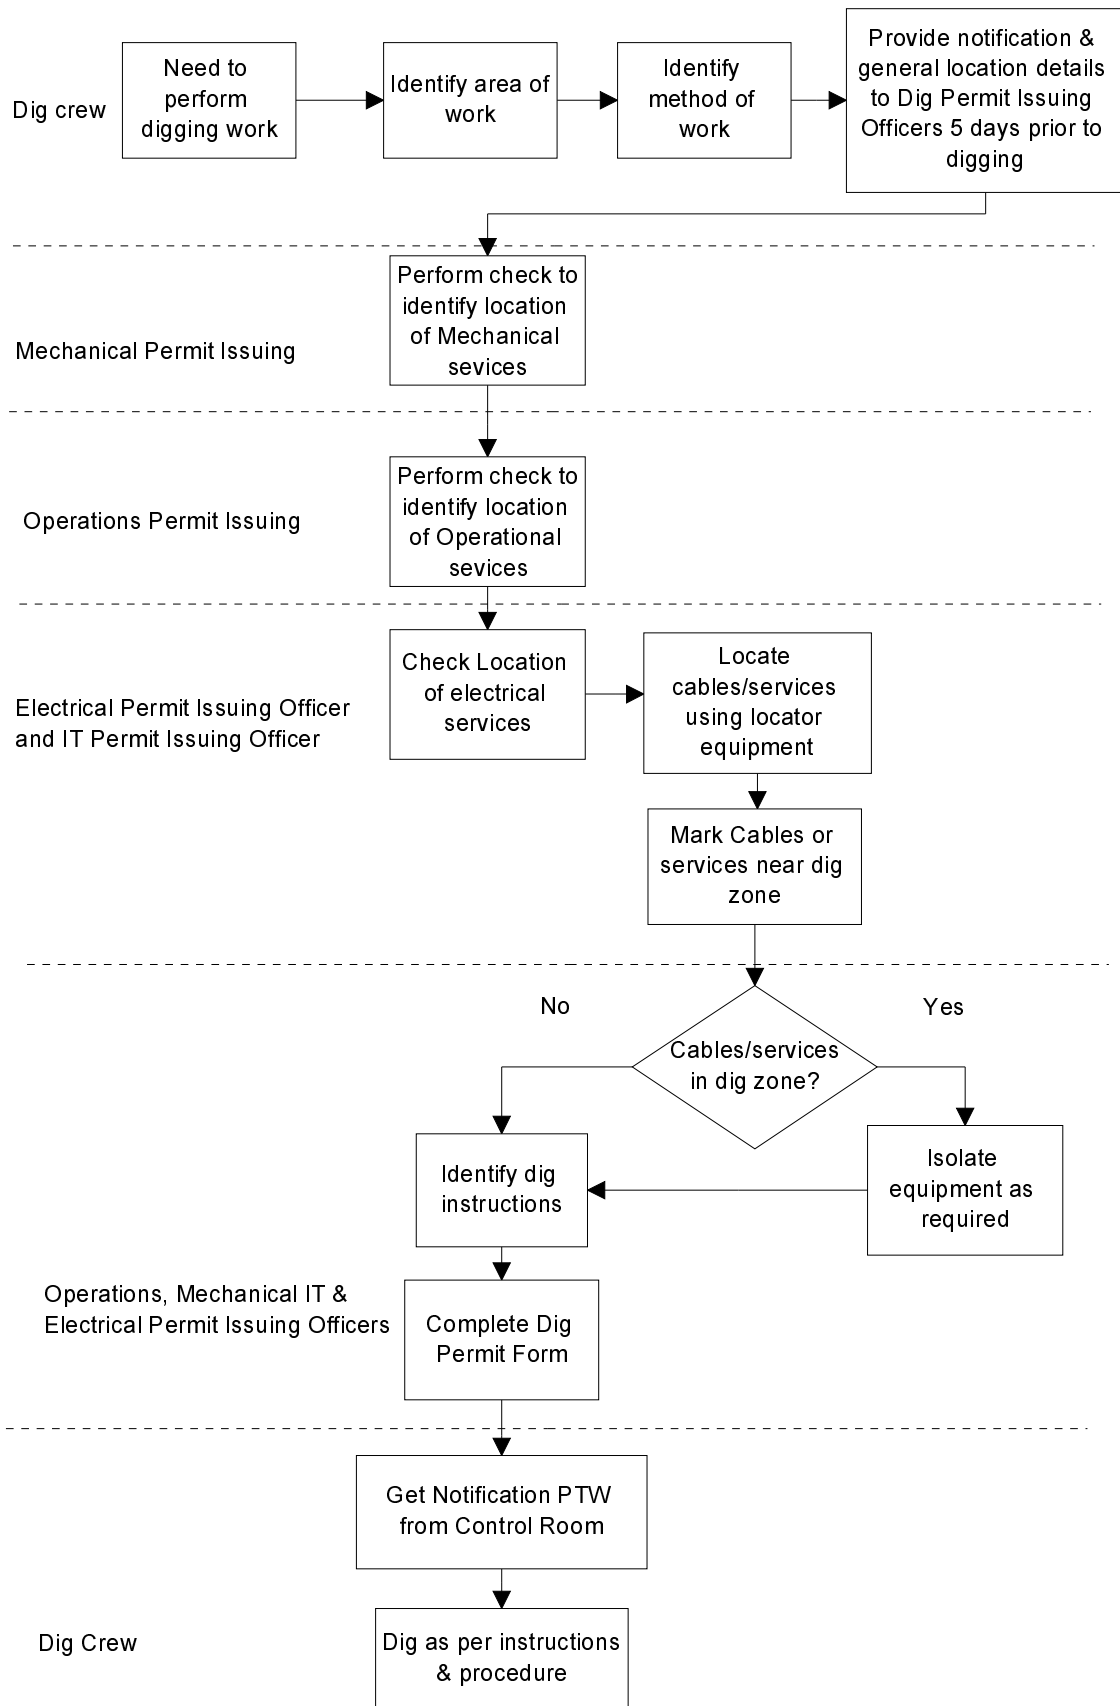 Dig crew
Need to
perform
digging work
Identify area of
work
Identify
method of
work
Provide notification &
general location details
to Dig Permit Issuing
Officers 5 days prior to
digging
Mechanical Permit Issuing
Perform check to
identify location
of Mechanical
sevices
Operations Permit Issuing
Perform check to
identify location
of Operational
sevices
Electrical Permit Issuing Officer
and IT Permit Issuing Officer
Check Location
of electrical
services
Locate
cables/services
using locator
equipment
Mark Cables or
services near dig
zone
No
Yes
Cables/services
in dig zone?
Identify dig
instructions
Isolate
equipment as
required
Operations, Mechanical IT &
Electrical Permit Issuing Officers
Complete Dig
Permit Form
Get Notification PTW
from Control Room
Dig Crew
Dig as per instructions
& procedure